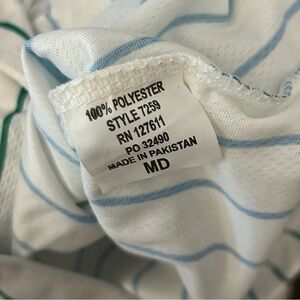 100% POLYESTER
STYLE 7259
RN 127611
PO 32490
MADE IN PAKISTAN
MD